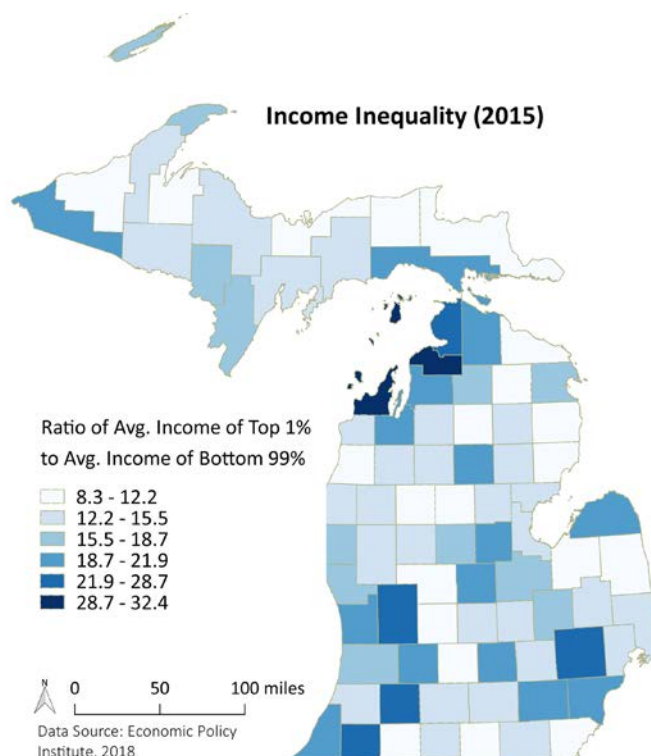 Income Inequality (2015)
Ratio of Avg. Income of Top 1%
to Avg. Income of Bottom 99%
8.3 - 12.2
12.2 - 15.5
15.5 - 18.7
18.7 - 21.9
21.9 - 28.7
28.7 - 32.4
N
0 50 100 miles
Data Source: Economic Policy
Institute, 2018